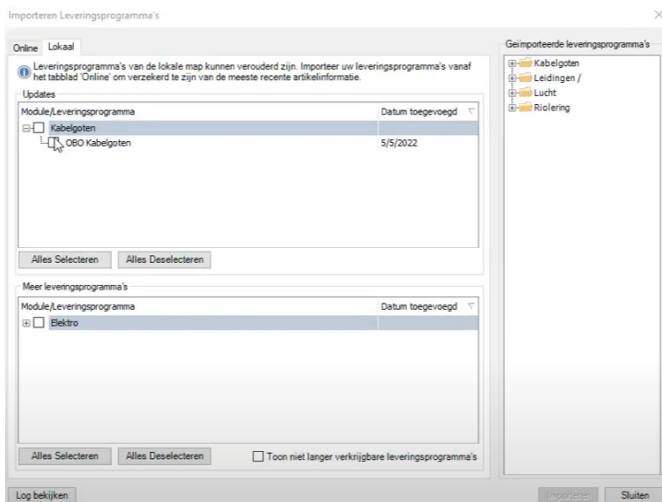 Importeren Leveringsprogramma's
Online Lokaal
Leveringsprogramma's van de lokale map kunnen verouderd zijn. Importeer uw leveringsprogramma's vanaf
het tabblad 'Online' om verzekerd te zijn van de meeste recente artikelinformatie.
Updates
Module/Leveringsprogramma Datum toegevoegd
Kabelgoten
OBO Kabelgoten 5/5/2022
Alles Selecteren Alles Deselecteren
Meer leveringsprogramma's
Module/Leveringsprogramma Datum toegevoegd
Elektro
Alles Selecteren Alles Deselecteren Toon niet langer verkrijgbare leveringsprogramma's
Geïmporteerde leveringsprogramma's
Kabelgoten
Leidingen /
Lucht
Riolering
Log bekijken Importeren Sluiten